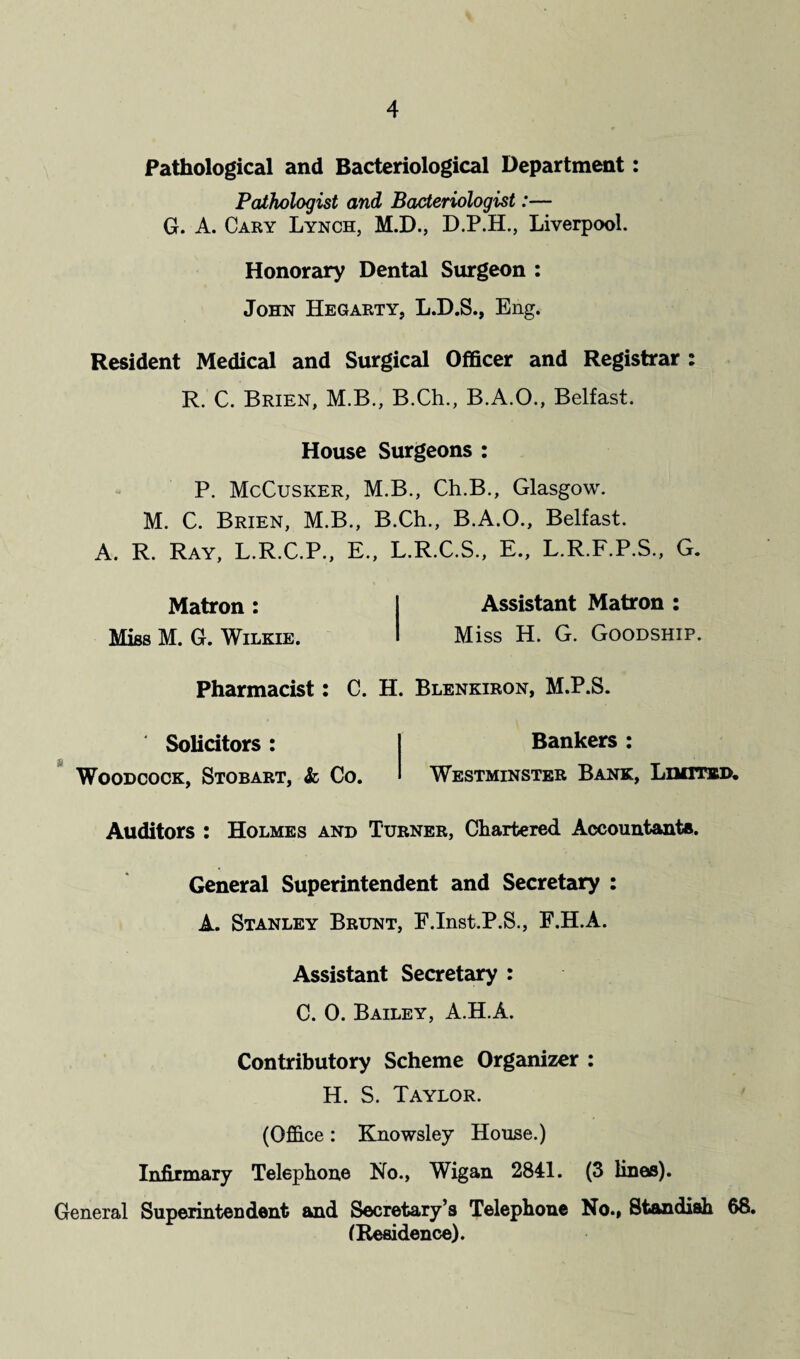 4
Pathological and Bacteriological Department :
Pathologist and Bacteriologist :—
G. A. Cary Lynch, M.D., D.P.H., Liverpool.
Honorary Dental Surgeon :
John Hegarty, L.D.S., Eng.
Resident Medical and Surgical Officer and Registrar :
R. C. Brien, M.B., B.Ch., B.A.O., Belfast.
House Surgeons :
P. McCusker, M.B., Ch.B., Glasgow.
M. C. Brien, M.B., B.Ch., B.A.O., Belfast.
A. R. Ray, L.R.C.P., E., L.R.C.S., E., L.R.F.P.S., G.
Matron :
Miss M. G. Wilkie.
Assistant Matron :
Miss H. G. Goodship.
Pharmacist : C. H. Blenkiron, M.P.S.
Solicitors :
Woodcock, Stobart, & Co.
Bankers :
Westminster Bank, Limited.
Auditors : Holmes and Turner, Chartered Accountants.
General Superintendent and Secretary :
A. Stanley Brunt, F.Inst.P.S., F.H.A.
Assistant Secretary :
C. O. Bailey, A.H.A.
Contributory Scheme Organizer :
H. S. Taylor.
(Office : Knowsley House.)
Infirmary Telephone No., Wigan 2841. (3 lines).
General Superintendent and Secretary's Telephone No., Standish 68.
(Residence).